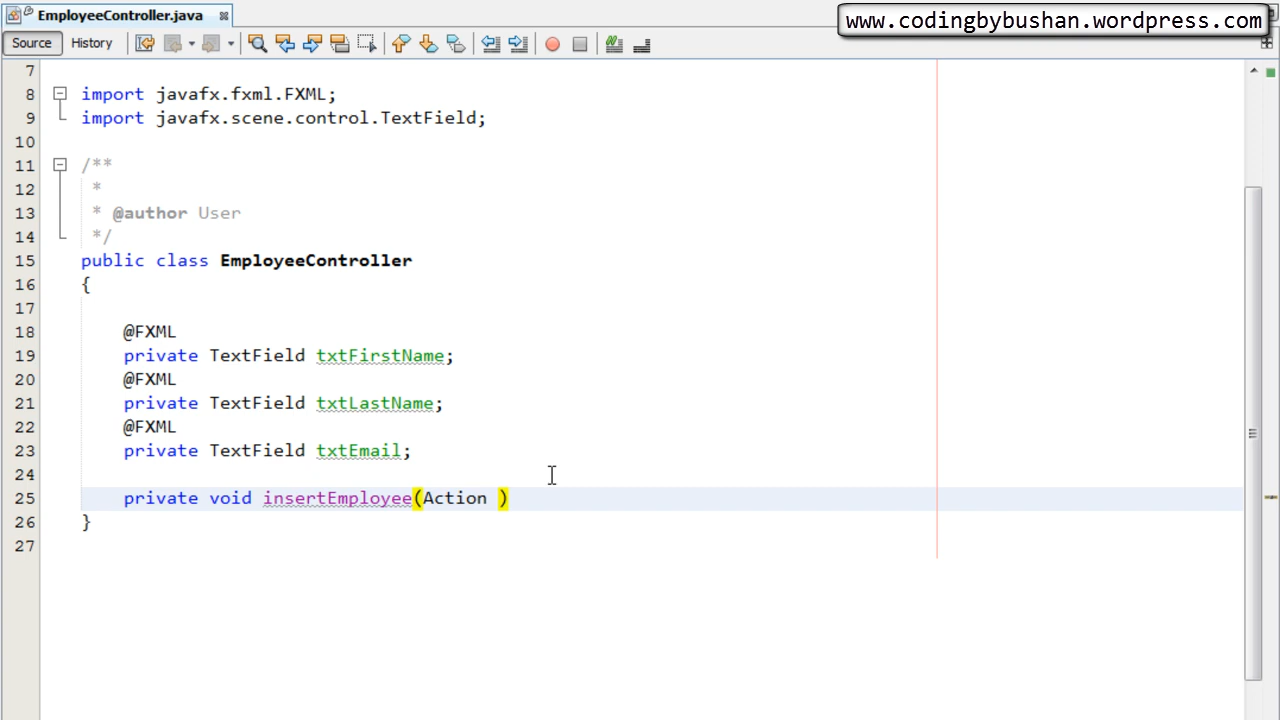 EmployeeController.java
www.codingbybushan.wordpress.com
Source History
7
8 import javafx.fxml.FXML;
9 import javafx.scene.control.TextField;
10
11 /**
12 *
13 * @author User
14 */
15 public class EmployeeController
16 {
17
18 @FXML
19 private TextField txtFirstName;
20 @FXML
21 private TextField txtLastName;
22 @FXML
23 private TextField txtEmail;
24
25 private void insertEmployee(Action )
26 }
27